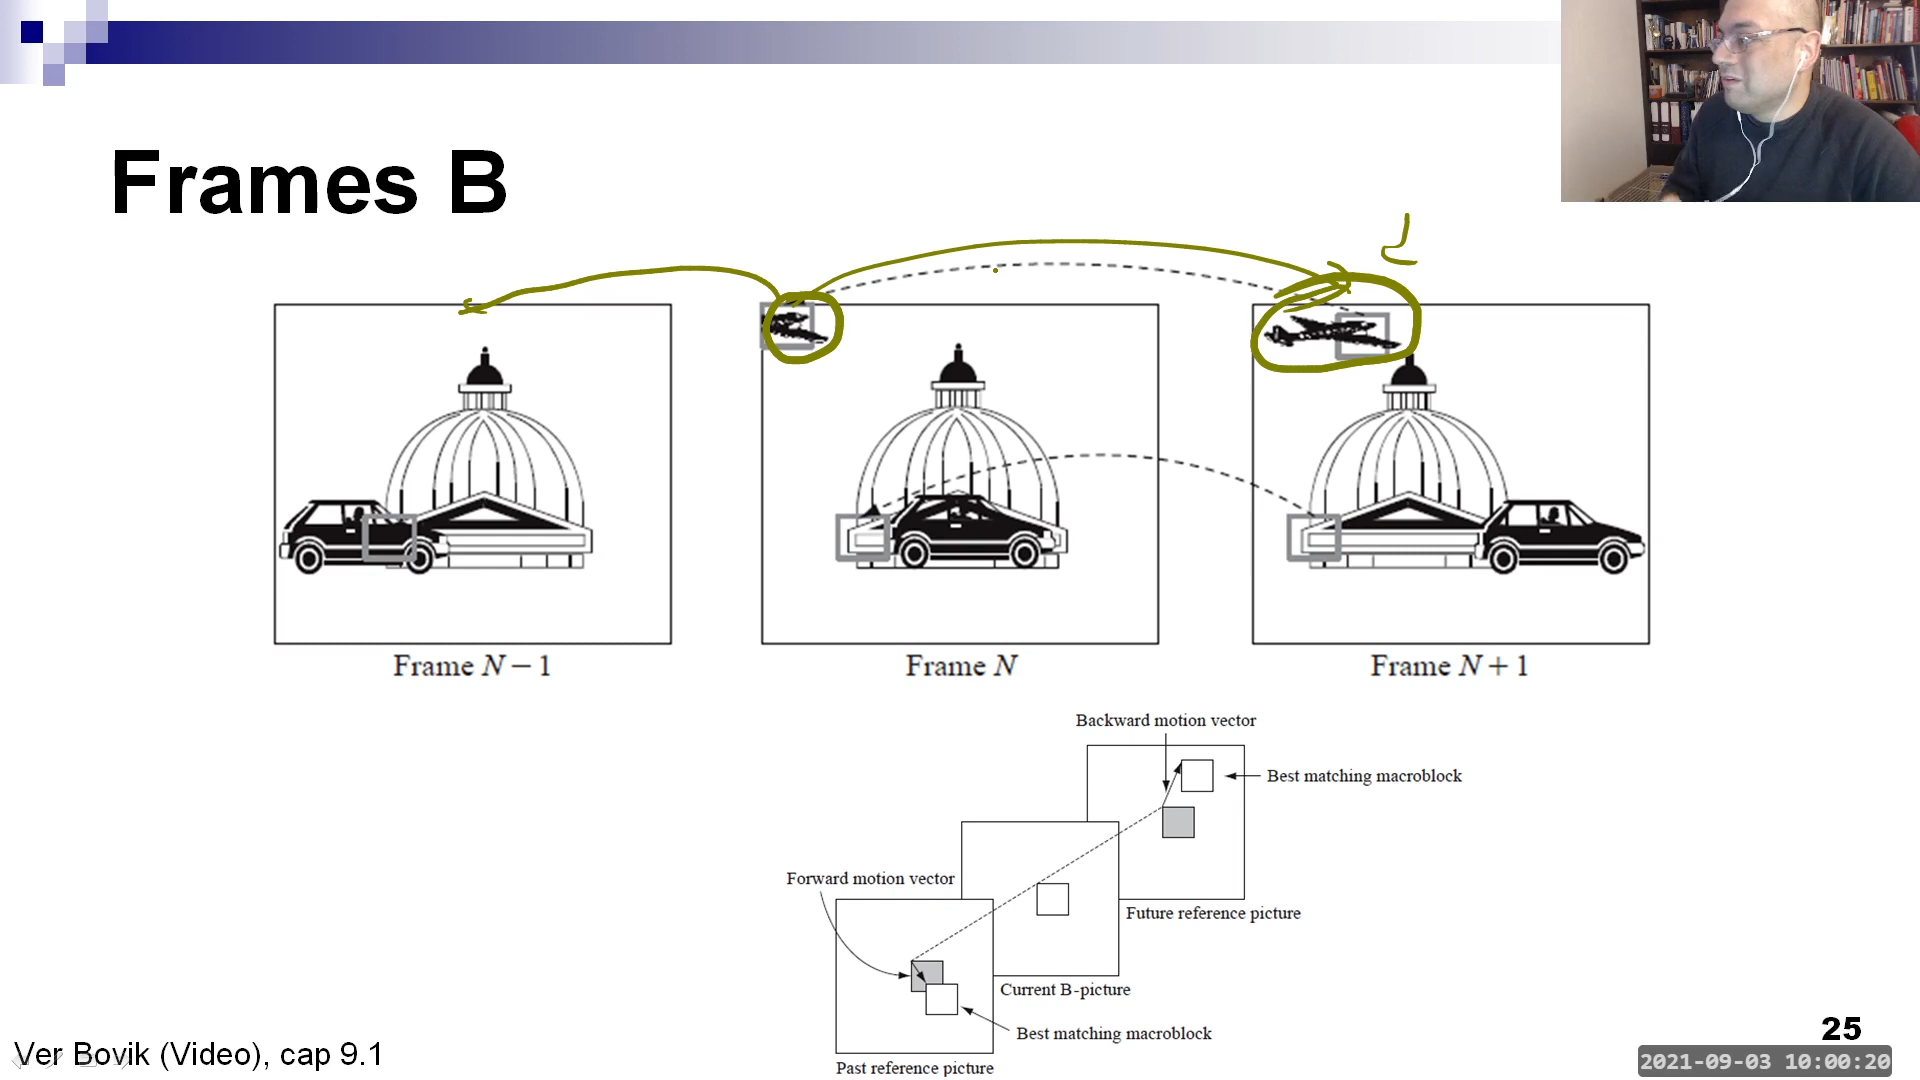 Frames B
Frame N – 1
Frame N
Frame N + 1
Backward motion vector
Best matching macroblock
Forward motion vector
Future reference picture
Current B-picture
Best matching macroblock
Past reference picture
25
Ver Bovik (Video), cap 9.1
2021-09-03 10:00:20